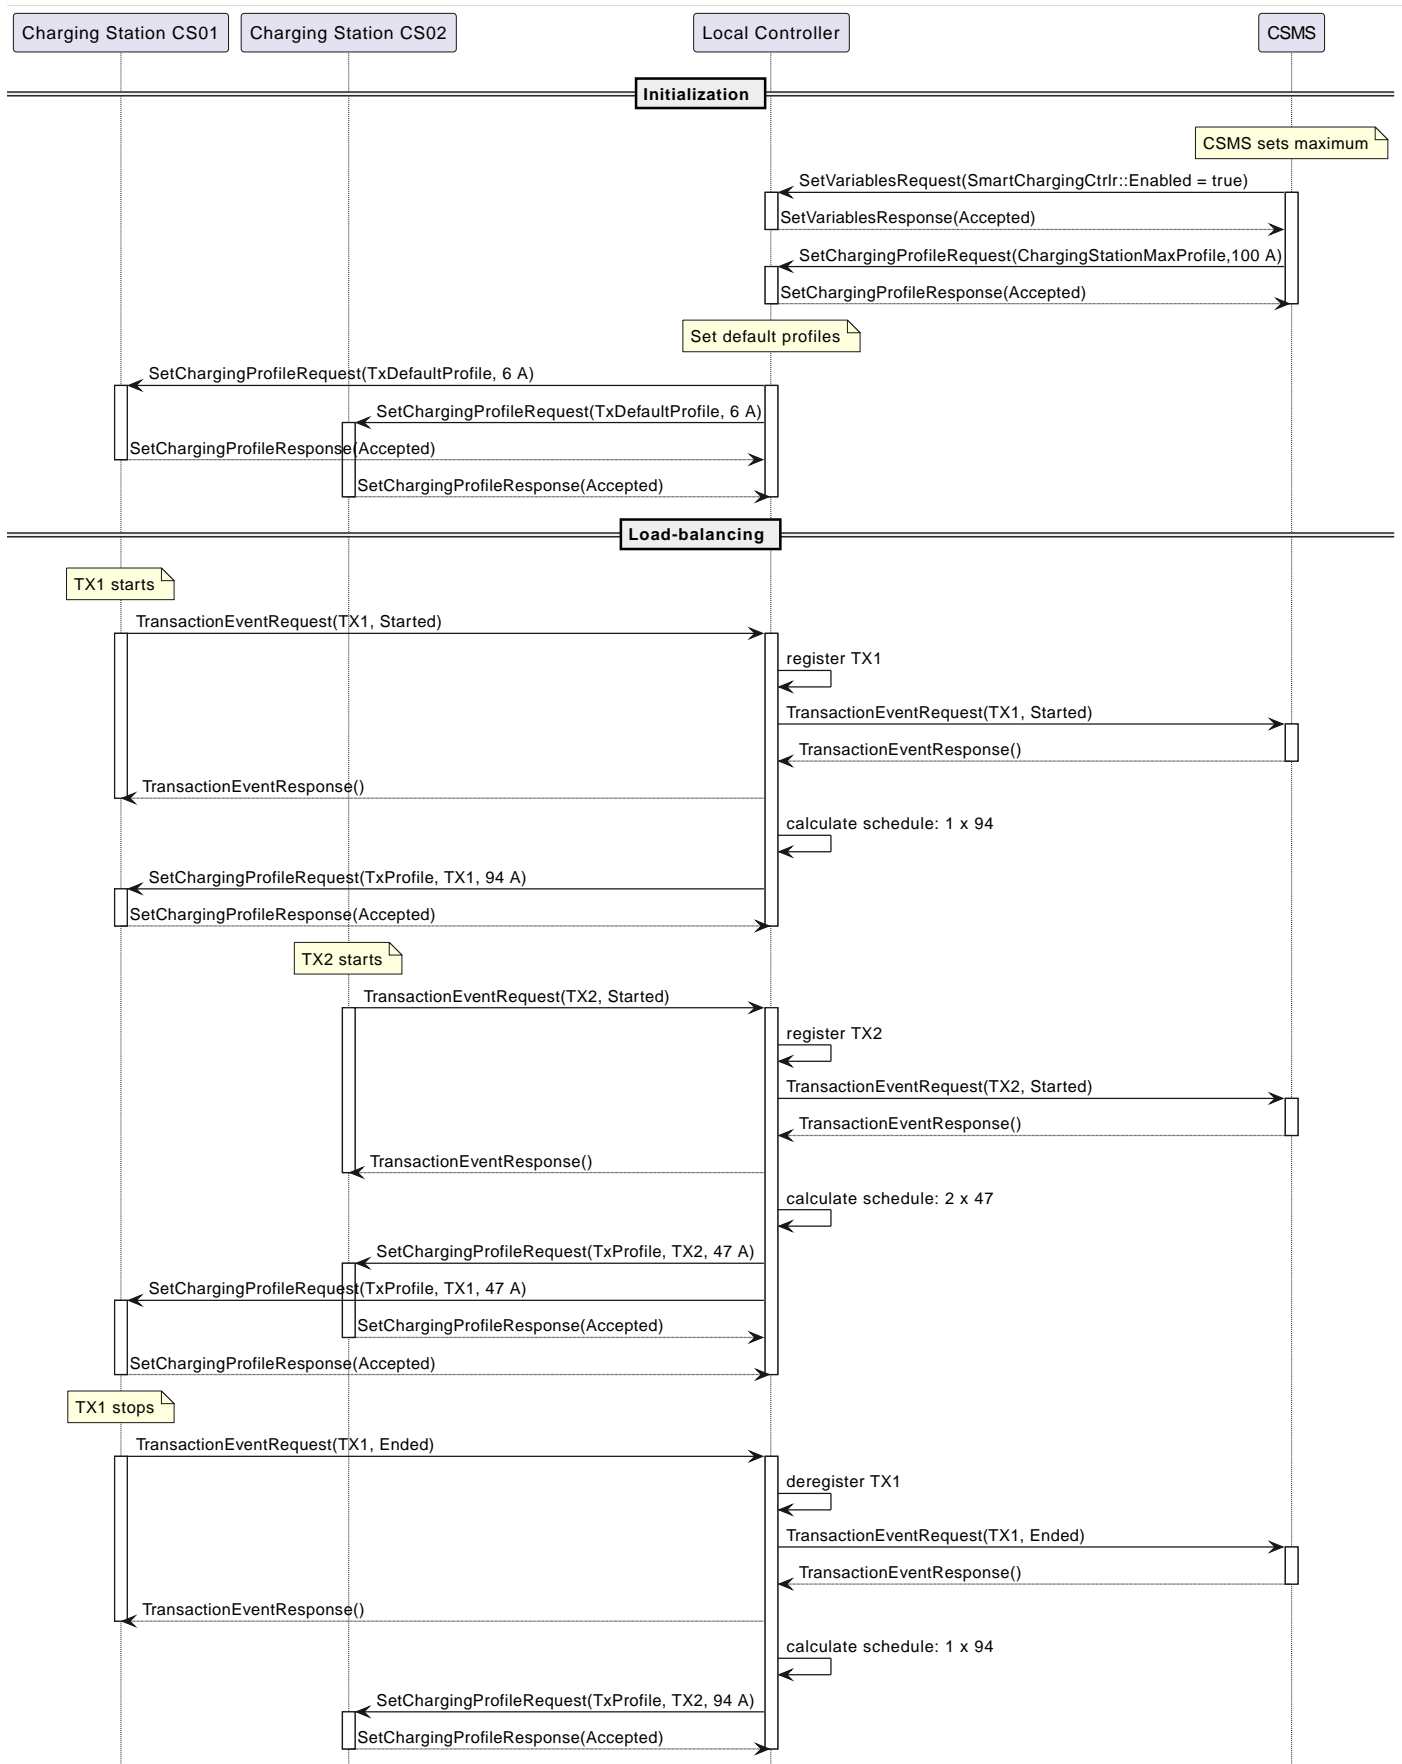 Charging Station CS01
Charging Station CS02
Local Controller
CSMS
Initialization
CSMS sets maximum
SetVariablesRequest(SmartChargingCtrlr::Enabled = true)
SetVariablesResponse(Accepted)
SetChargingProfileRequest(ChargingStationMaxProfile,100 A)
SetChargingProfileResponse(Accepted)
Set default profiles
SetChargingProfileRequest(TxDefaultProfile, 6 A)
SetChargingProfileRequest(TxDefaultProfile, 6 A)
SetChargingProfileResponse(Accepted)
SetChargingProfileResponse(Accepted)
Load-balancing
TX1 starts
TransactionEventRequest(TX1, Started)
register TX1
TransactionEventRequest(TX1, Started)
TransactionEventResponse()
TransactionEventResponse()
calculate schedule: 1 x 94
SetChargingProfileRequest(TxProfile, TX1, 94 A)
SetChargingProfileResponse(Accepted)
TX2 starts
TransactionEventRequest(TX2, Started)
register TX2
TransactionEventRequest(TX2, Started)
TransactionEventResponse()
TransactionEventResponse()
calculate schedule: 2 x 47
SetChargingProfileRequest(TxProfile, TX2, 47 A)
SetChargingProfileRequest(TxProfile, TX1, 47 A)
SetChargingProfileResponse(Accepted)
SetChargingProfileResponse(Accepted)
TX1 stops
TransactionEventRequest(TX1, Ended)
deregister TX1
TransactionEventRequest(TX1, Ended)
TransactionEventResponse()
TransactionEventResponse()
calculate schedule: 1 x 94
SetChargingProfileRequest(TxProfile, TX2, 94 A)
SetChargingProfileResponse(Accepted)